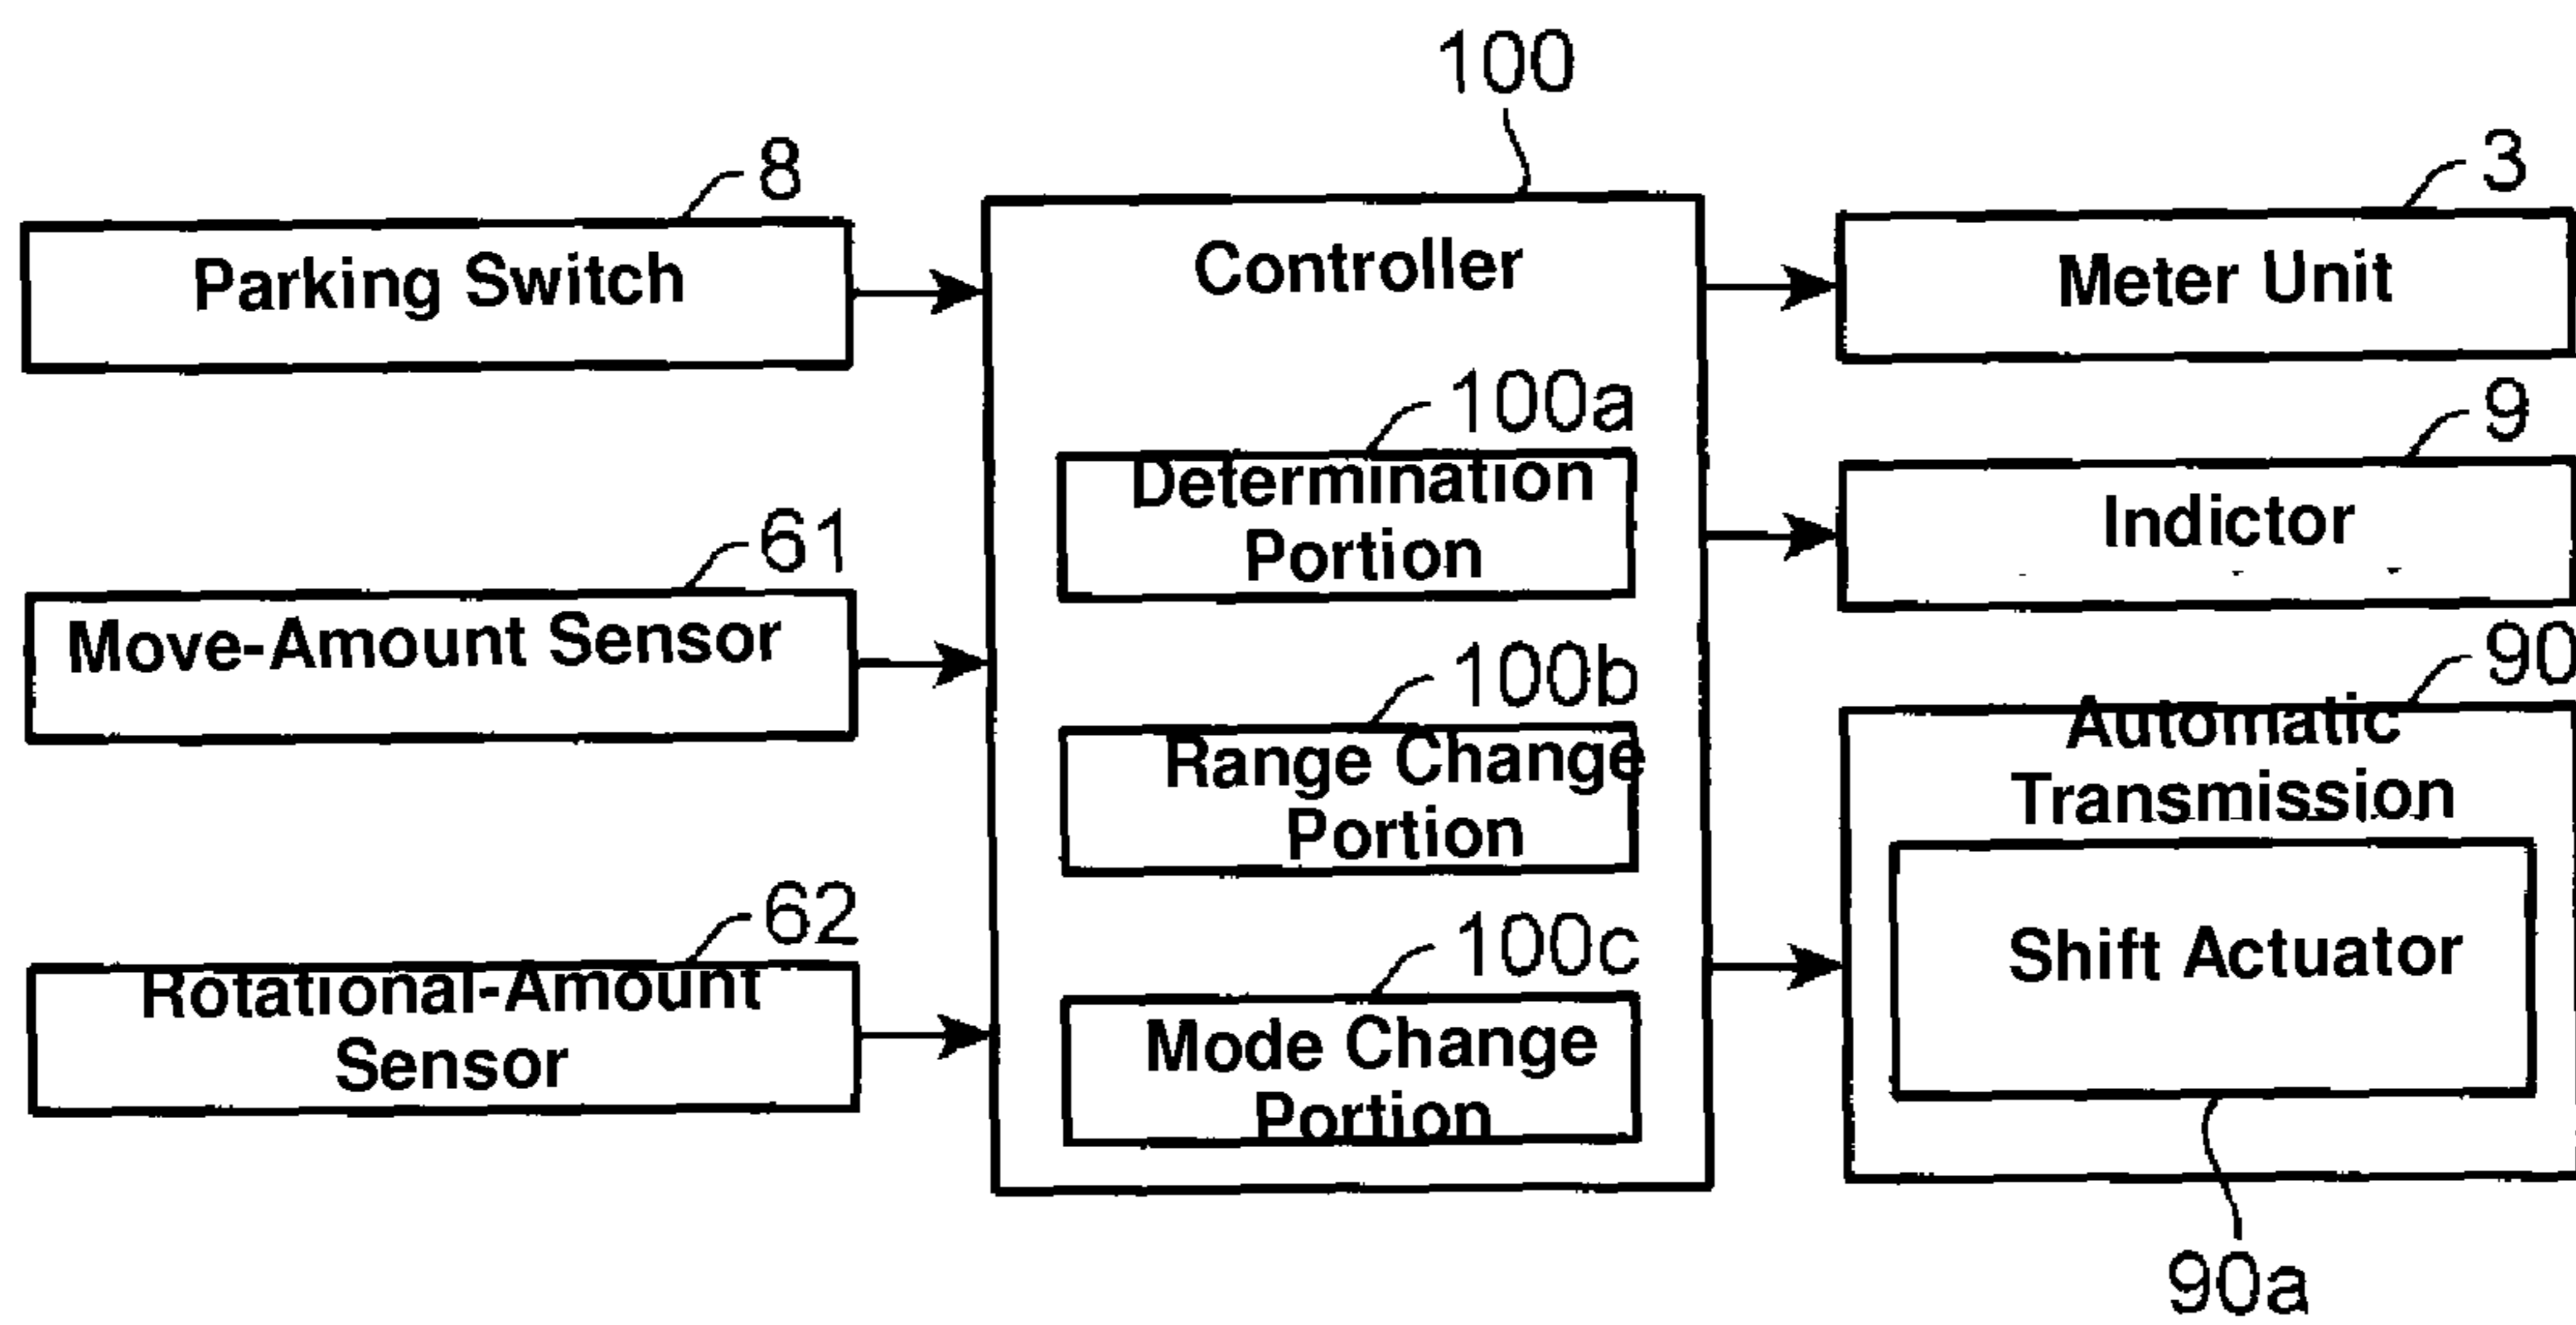 100
8
Parking Switch
61
Move-Amount Sensor
62
Rotational-Amount
Sensor
Controller
100a
Determination
Portion
100b
Range Change
Portion
100c
Mode Change
Portion
3
Meter Unit
9
Indictor
90
Automatic
Transmission
Shift Actuator
90a